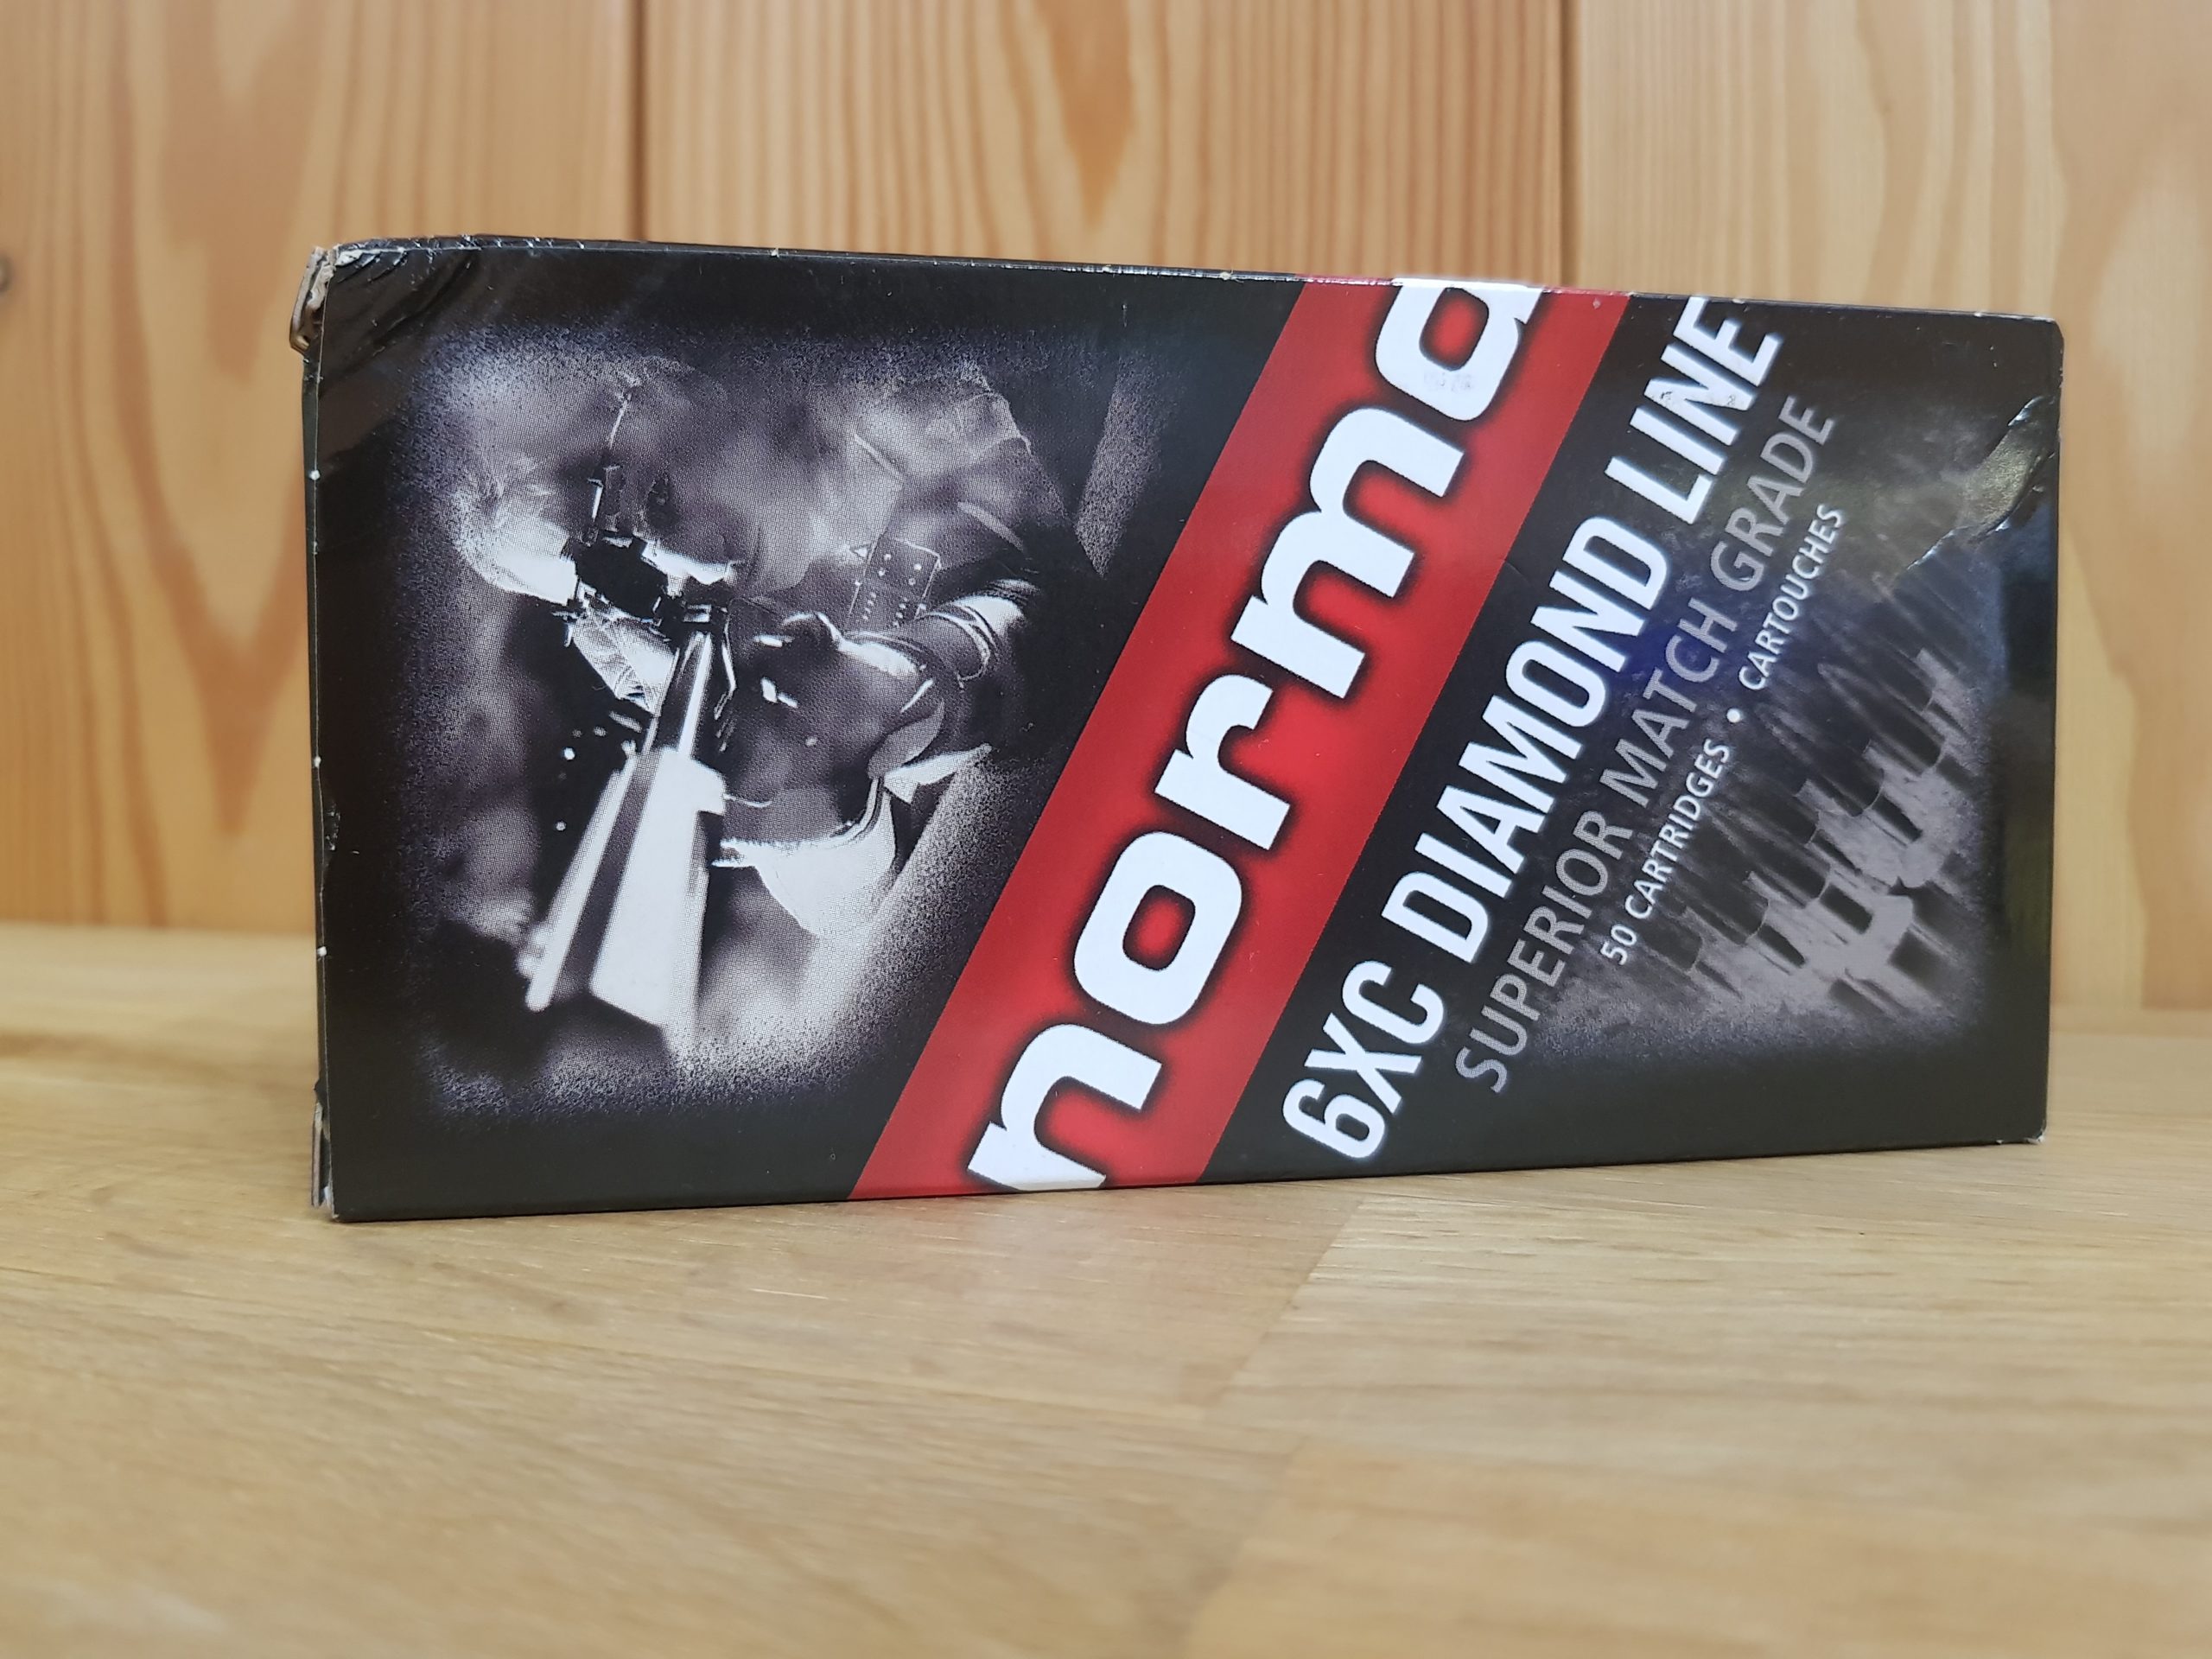 norma
6XC DIAMOND LINE
SUPERIOR MATCH GRADE
50 CARTRIDGES • CARTOUCHES